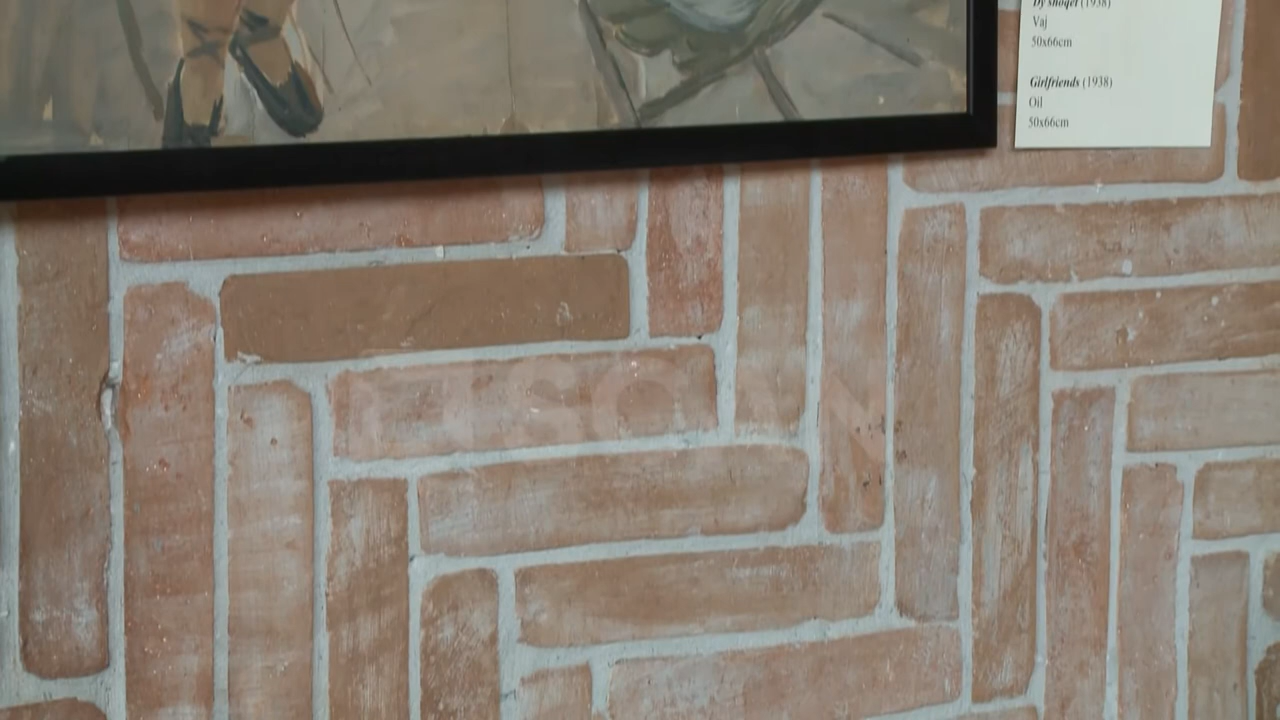 Dy shoqet (1938)
Vaj
50x66cm
Girlfriends (1938)
Oil
50x66cm